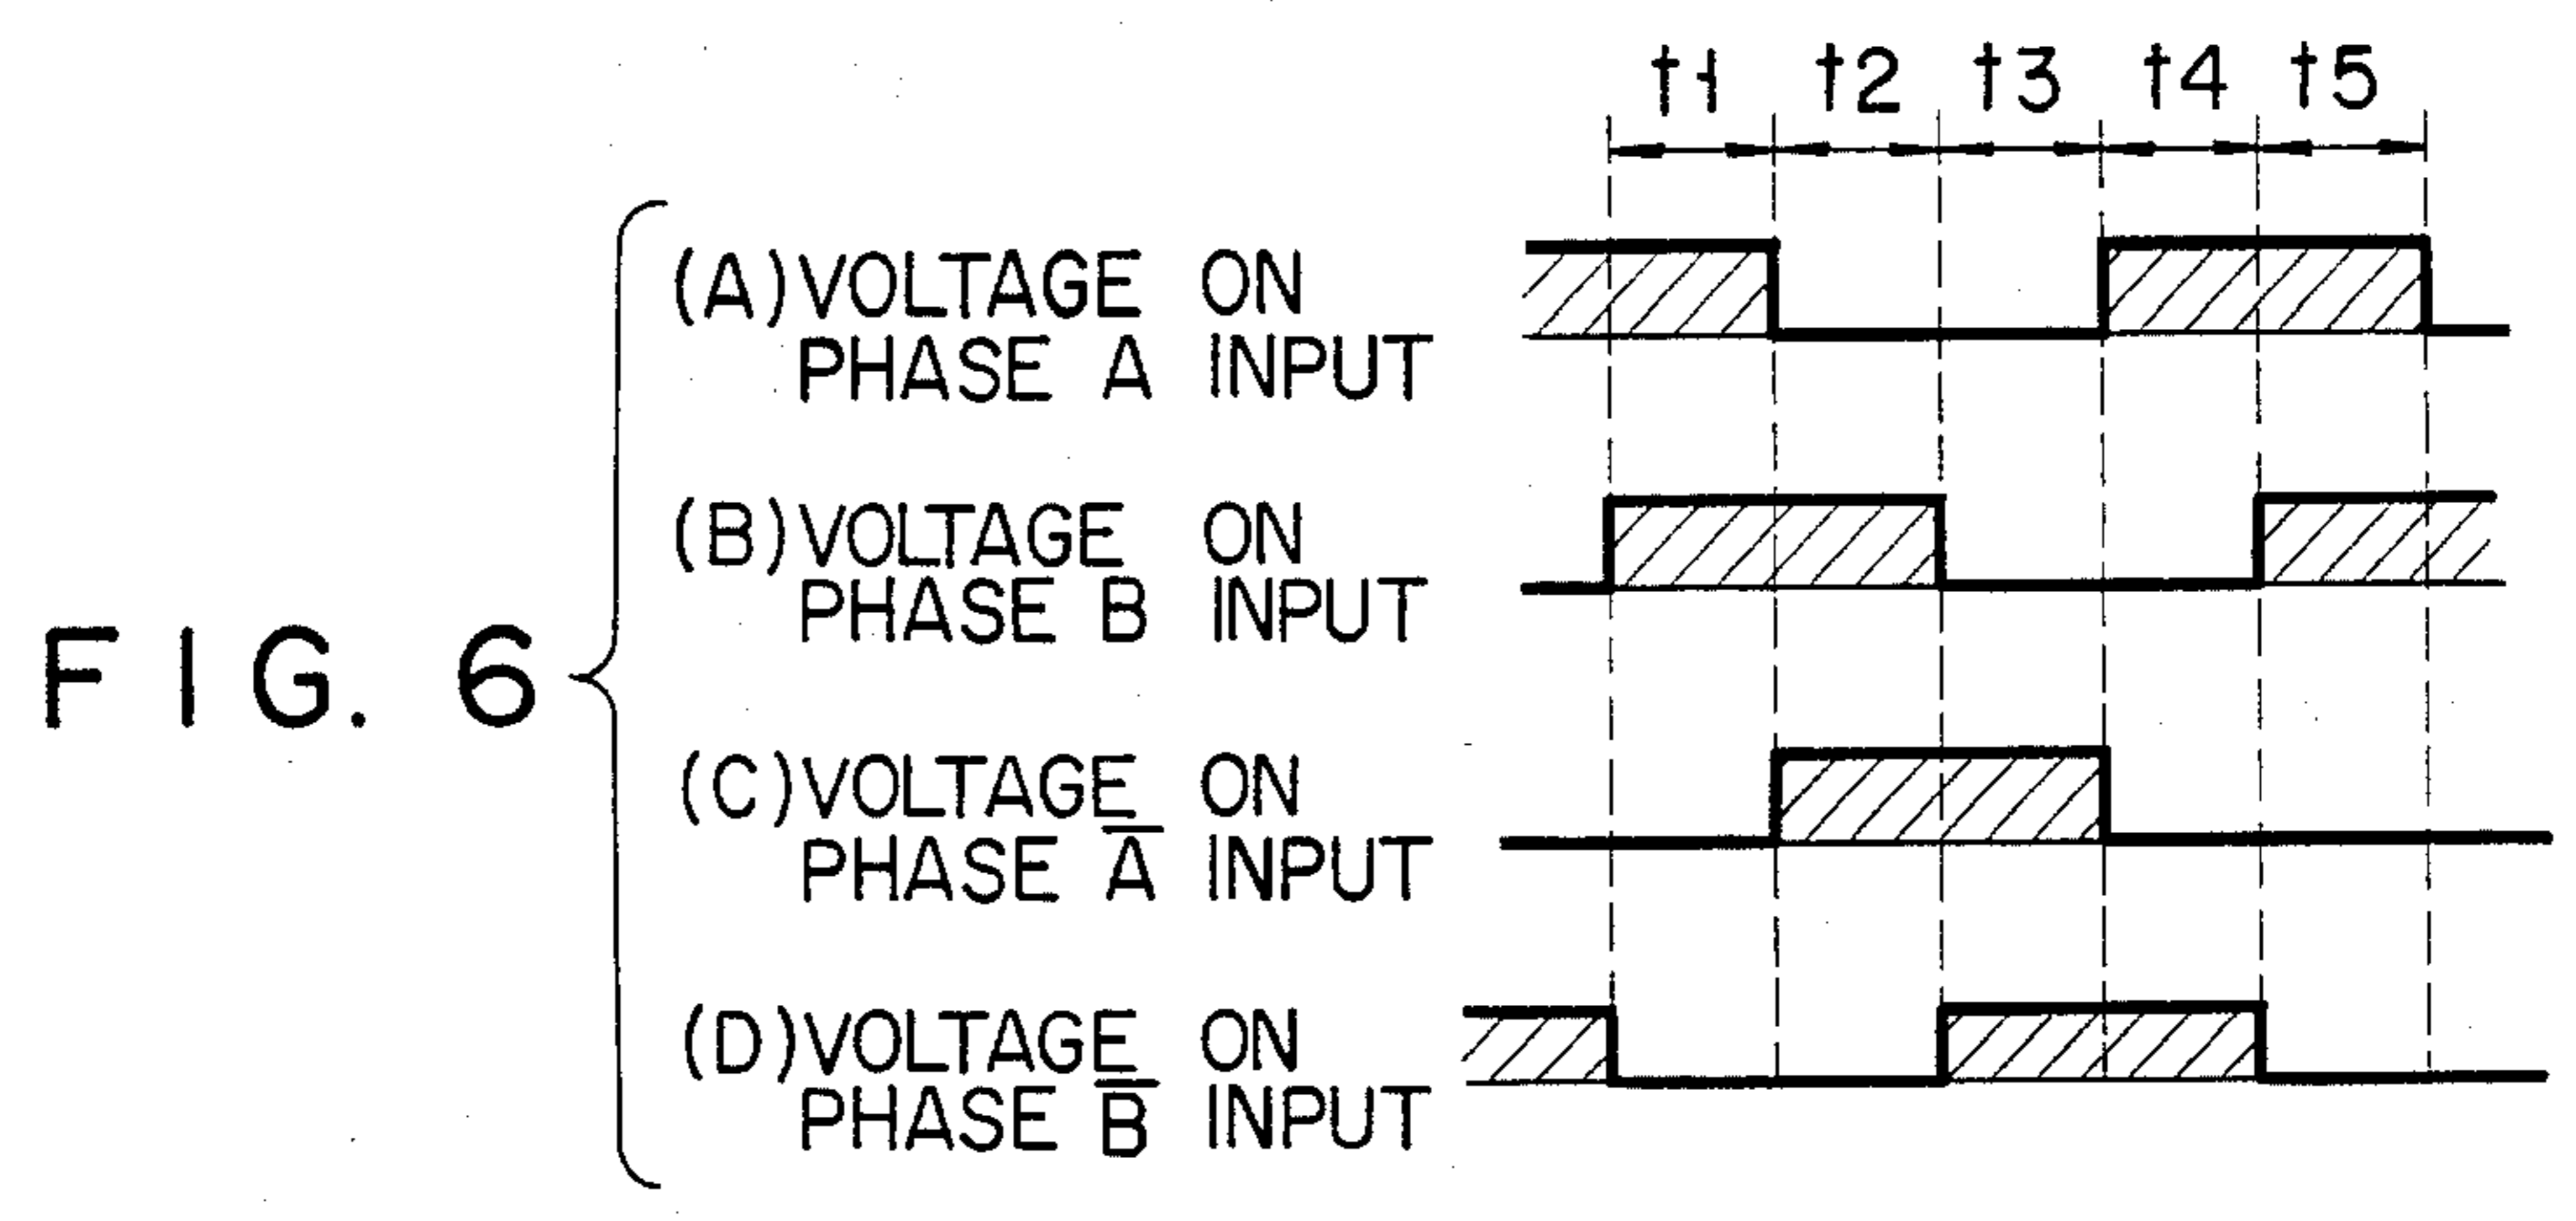 t1 t2 t3 t4 t5
(A) VOLTAGE ON
PHASE A INPUT
(B) VOLTAGE ON
PHASE B INPUT
FIG. 6
(C) VOLTAGE ON
PHASE A̅ INPUT
(D) VOLTAGE ON
PHASE B̅ INPUT